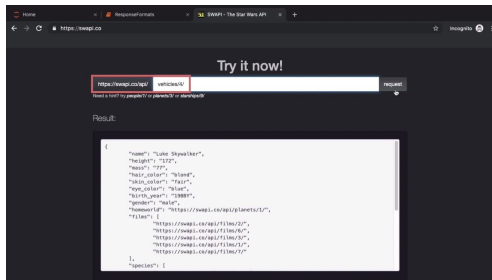 Home
ResponseFormats
SWAPI - The Star Wars API
https://swapi.co
Incognito
Try it now!
https://swapi.co/api/ vehicles/4/ request
Need a hint? try people/1/ or planets/3/ or starships/9/
Result:
{
"name": "Luke Skywalker",
"height": "172",
"mass": "77",
"hair_color": "blond",
"skin_color": "fair",
"eye_color": "blue",
"birth_year": "19BBY",
"gender": "male",
"homeworld": "https://swapi.co/api/planets/1/",
"films": [
"https://swapi.co/api/films/2/",
"https://swapi.co/api/films/6/",
"https://swapi.co/api/films/3/",
"https://swapi.co/api/films/1/",
"https://swapi.co/api/films/7/"
],
"species": [